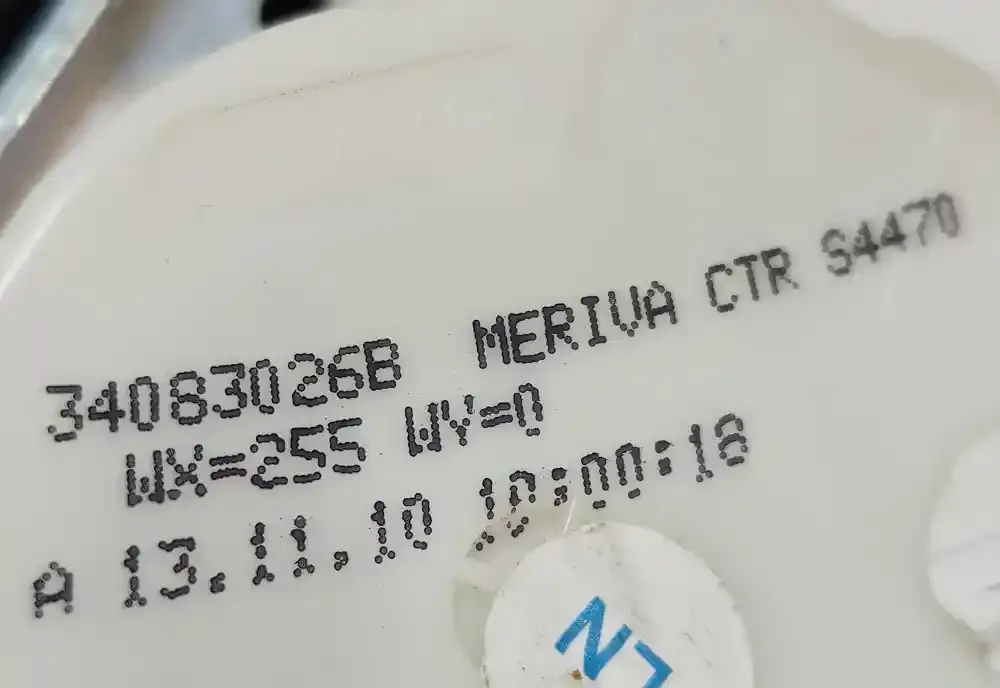 34083026B MERIVA CTR S4470
WX=255 WY=0
A 13.11.10 10:00:18